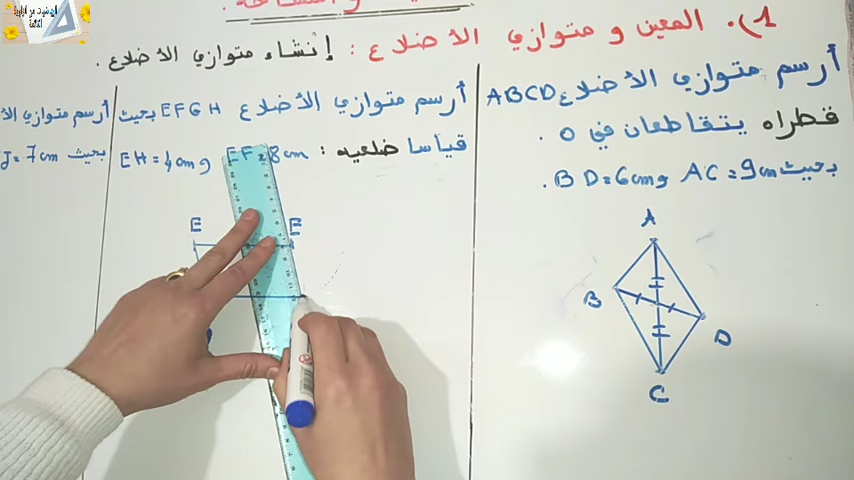 1). المعين و متوازي الأضلاع : إنشاء متوازي الأضلاع .
أرسم متوازي الأضلاع ABCD
قطراه يتقاطعان في O .
بحيث AC = 9cm و BD = 6cm .
A
B
D
C
أرسم متوازي الأضلاع EFGH بحيث
قياسا ضلعيه : EF = 8cm و EH = 4cm
E
أرسم متوازي
بحيث 7cm